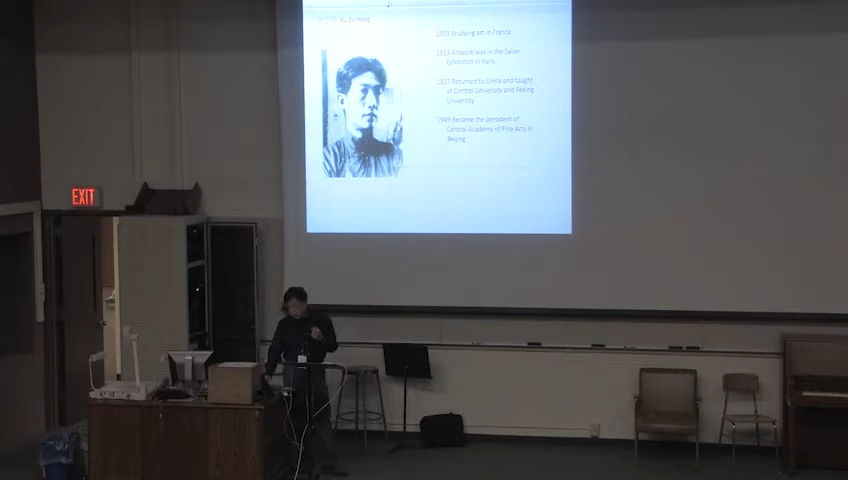 Xu Beihong
1915 Studying art in France
1923 Artwork was in the Salon
Exhibition in Paris
1927 Returned to China and taught
at Central University and Peking
University
1949 Became the president of
Central Academy of Fine Arts in
Beijing
EXIT